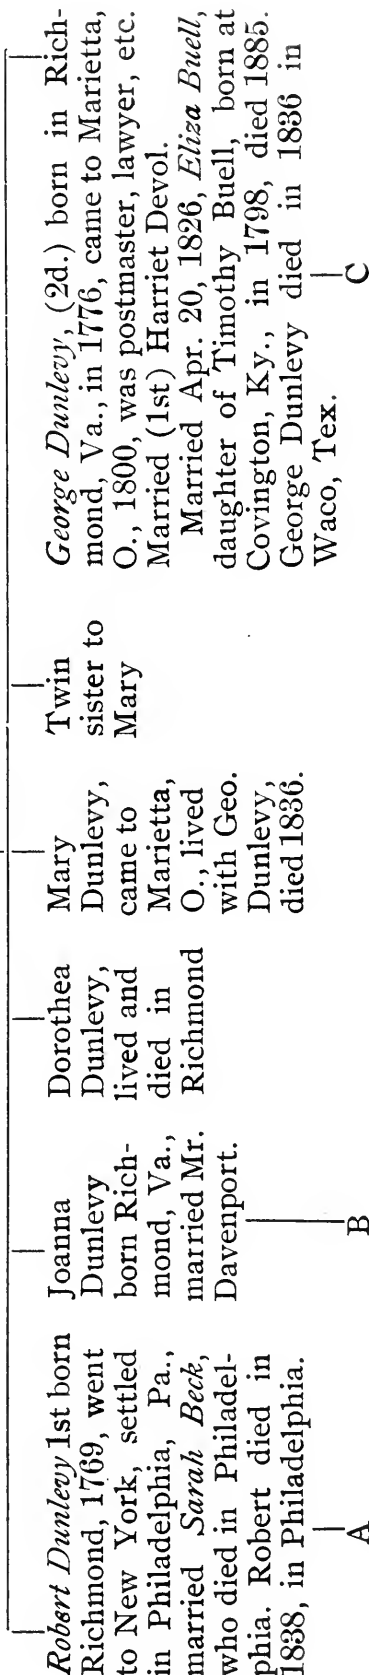 Robert Dunlevy 1st born
Richmond, 1769, went
to New York, settled
in Philadelphia, Pa.,
married Sarah Beck,
who died in Philadel-
phia. Robert died in
1838, in Philadelphia.
A
Joanna
Dunlevy
born Rich-
mond, Va.,
married Mr.
Davenport.
B
Dorothea
Dunlevy,
lived and
died in
Richmond
Mary
Dunlevy,
came to
Marietta,
O., lived
with Geo.
Dunlevy,
died 1836.
Twin
sister to
Mary
George Dunlevy, (2d.) born in Rich-
mond, Va., in 1776, came to Marietta,
O., 1800, was postmaster, lawyer, etc.
Married (1st) Harriet Devol.
Married Apr. 20, 1826, Eliza Buell,
daughter of Timothy Buell, born at
Covington, Ky., in 1798, died 1885.
George Dunlevy died in 1836 in
Waco, Tex.
C